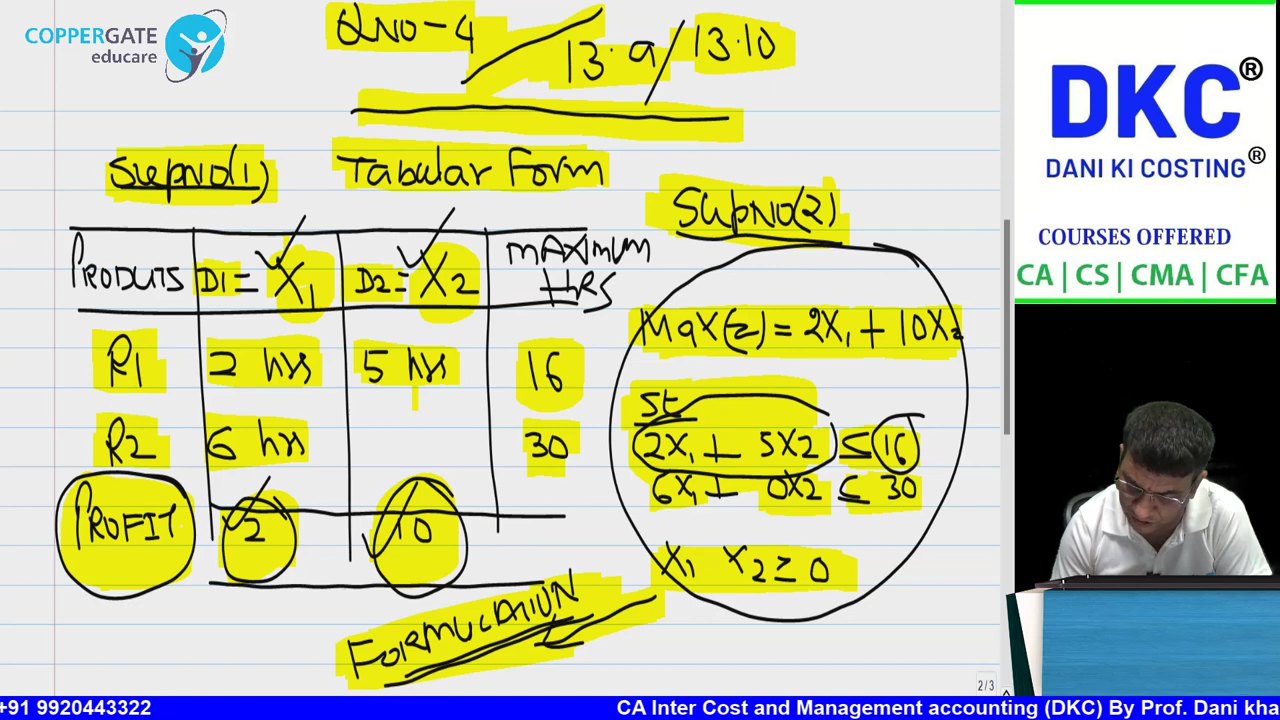 COPPERGATE
educare
QNO-4
13.9/13.10
StepNO(1) Tabular Form
PRODUTS D1 = X1 D2 = X2 MAXIMUM HRS
R1 2 hrs 5 hrs 16
R2 6 hrs 30
PROFIT 2 10
FORMULATION
StepNO(2)
Max(z) = 2X1 + 10X2
St
2X1 + 5X2 ≤ 16
6X1 + 0X2 ≤ 30
X1 X2 ≥ 0
2/3
DKC®
DANI KI COSTING®
COURSES OFFERED
CA | CS | CMA | CFA
+91 9920443322 CA Inter Cost and Management accounting (DKC) By Prof. Dani kha